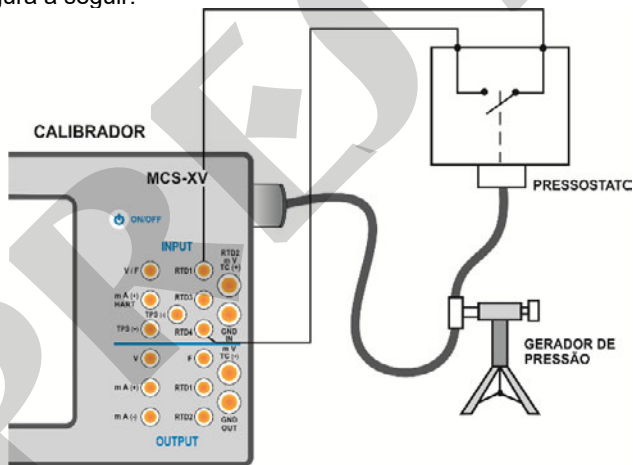 gura a seguir:
CALIBRADOR
MCS-XV
ON/OFF
INPUT
V / F
RTD1
RTD2
m V
TC (+)
m A (+)
HART
RTD3
TPS (-)
TPS (+)
RTD4
GND
IN
V
F
m V
TC (+)
m A (+)
RTD1
m A (-)
RTD2
GND
OUT
OUTPUT
PRESSOSTATO
GERADOR DE
PRESSÃO